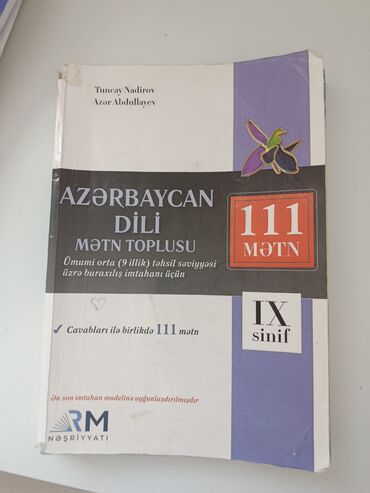 Tuncay Nadirov
Azər Abdullayev
AZƏRBAYCAN
DİLİ
MƏTN TOPLUSU
Ümumi orta (9 illik) təhsil səviyyəsi
üzrə buraxılış imtahanı üçün
111
MƏTN
IX
sinif
✓ Cavabları ilə birlikdə 111 mətn
Ən son imtahan modelinə uyğunlaşdırılmışdır
RM
NƏŞRİYYATI